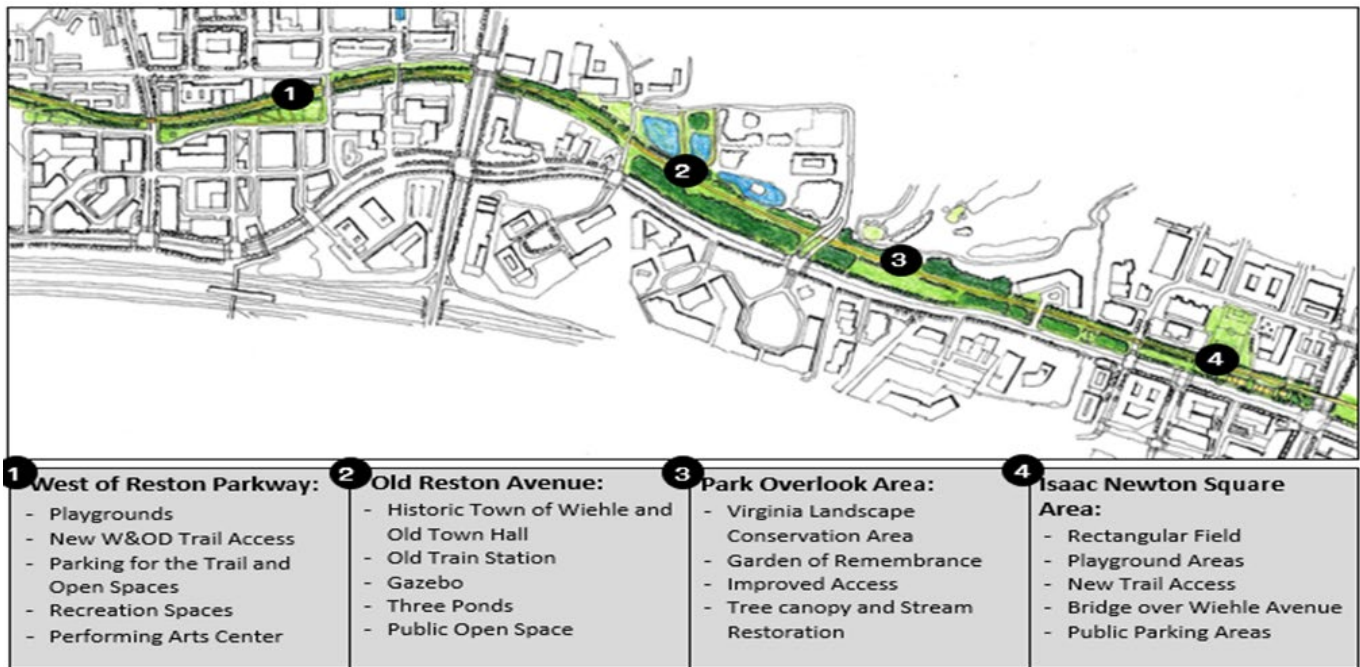 1
2
3
4
1 West of Reston Parkway:
- Playgrounds
- New W&OD Trail Access
- Parking for the Trail and
Open Spaces
- Recreation Spaces
- Performing Arts Center
2 Old Reston Avenue:
- Historic Town of Wiehle and
Old Town Hall
- Old Train Station
- Gazebo
- Three Ponds
- Public Open Space
3 Park Overlook Area:
- Virginia Landscape
Conservation Area
- Garden of Remembrance
- Improved Access
- Tree canopy and Stream
Restoration
4 Isaac Newton Square
Area:
- Rectangular Field
- Playground Areas
- New Trail Access
- Bridge over Wiehle Avenue
- Public Parking Areas